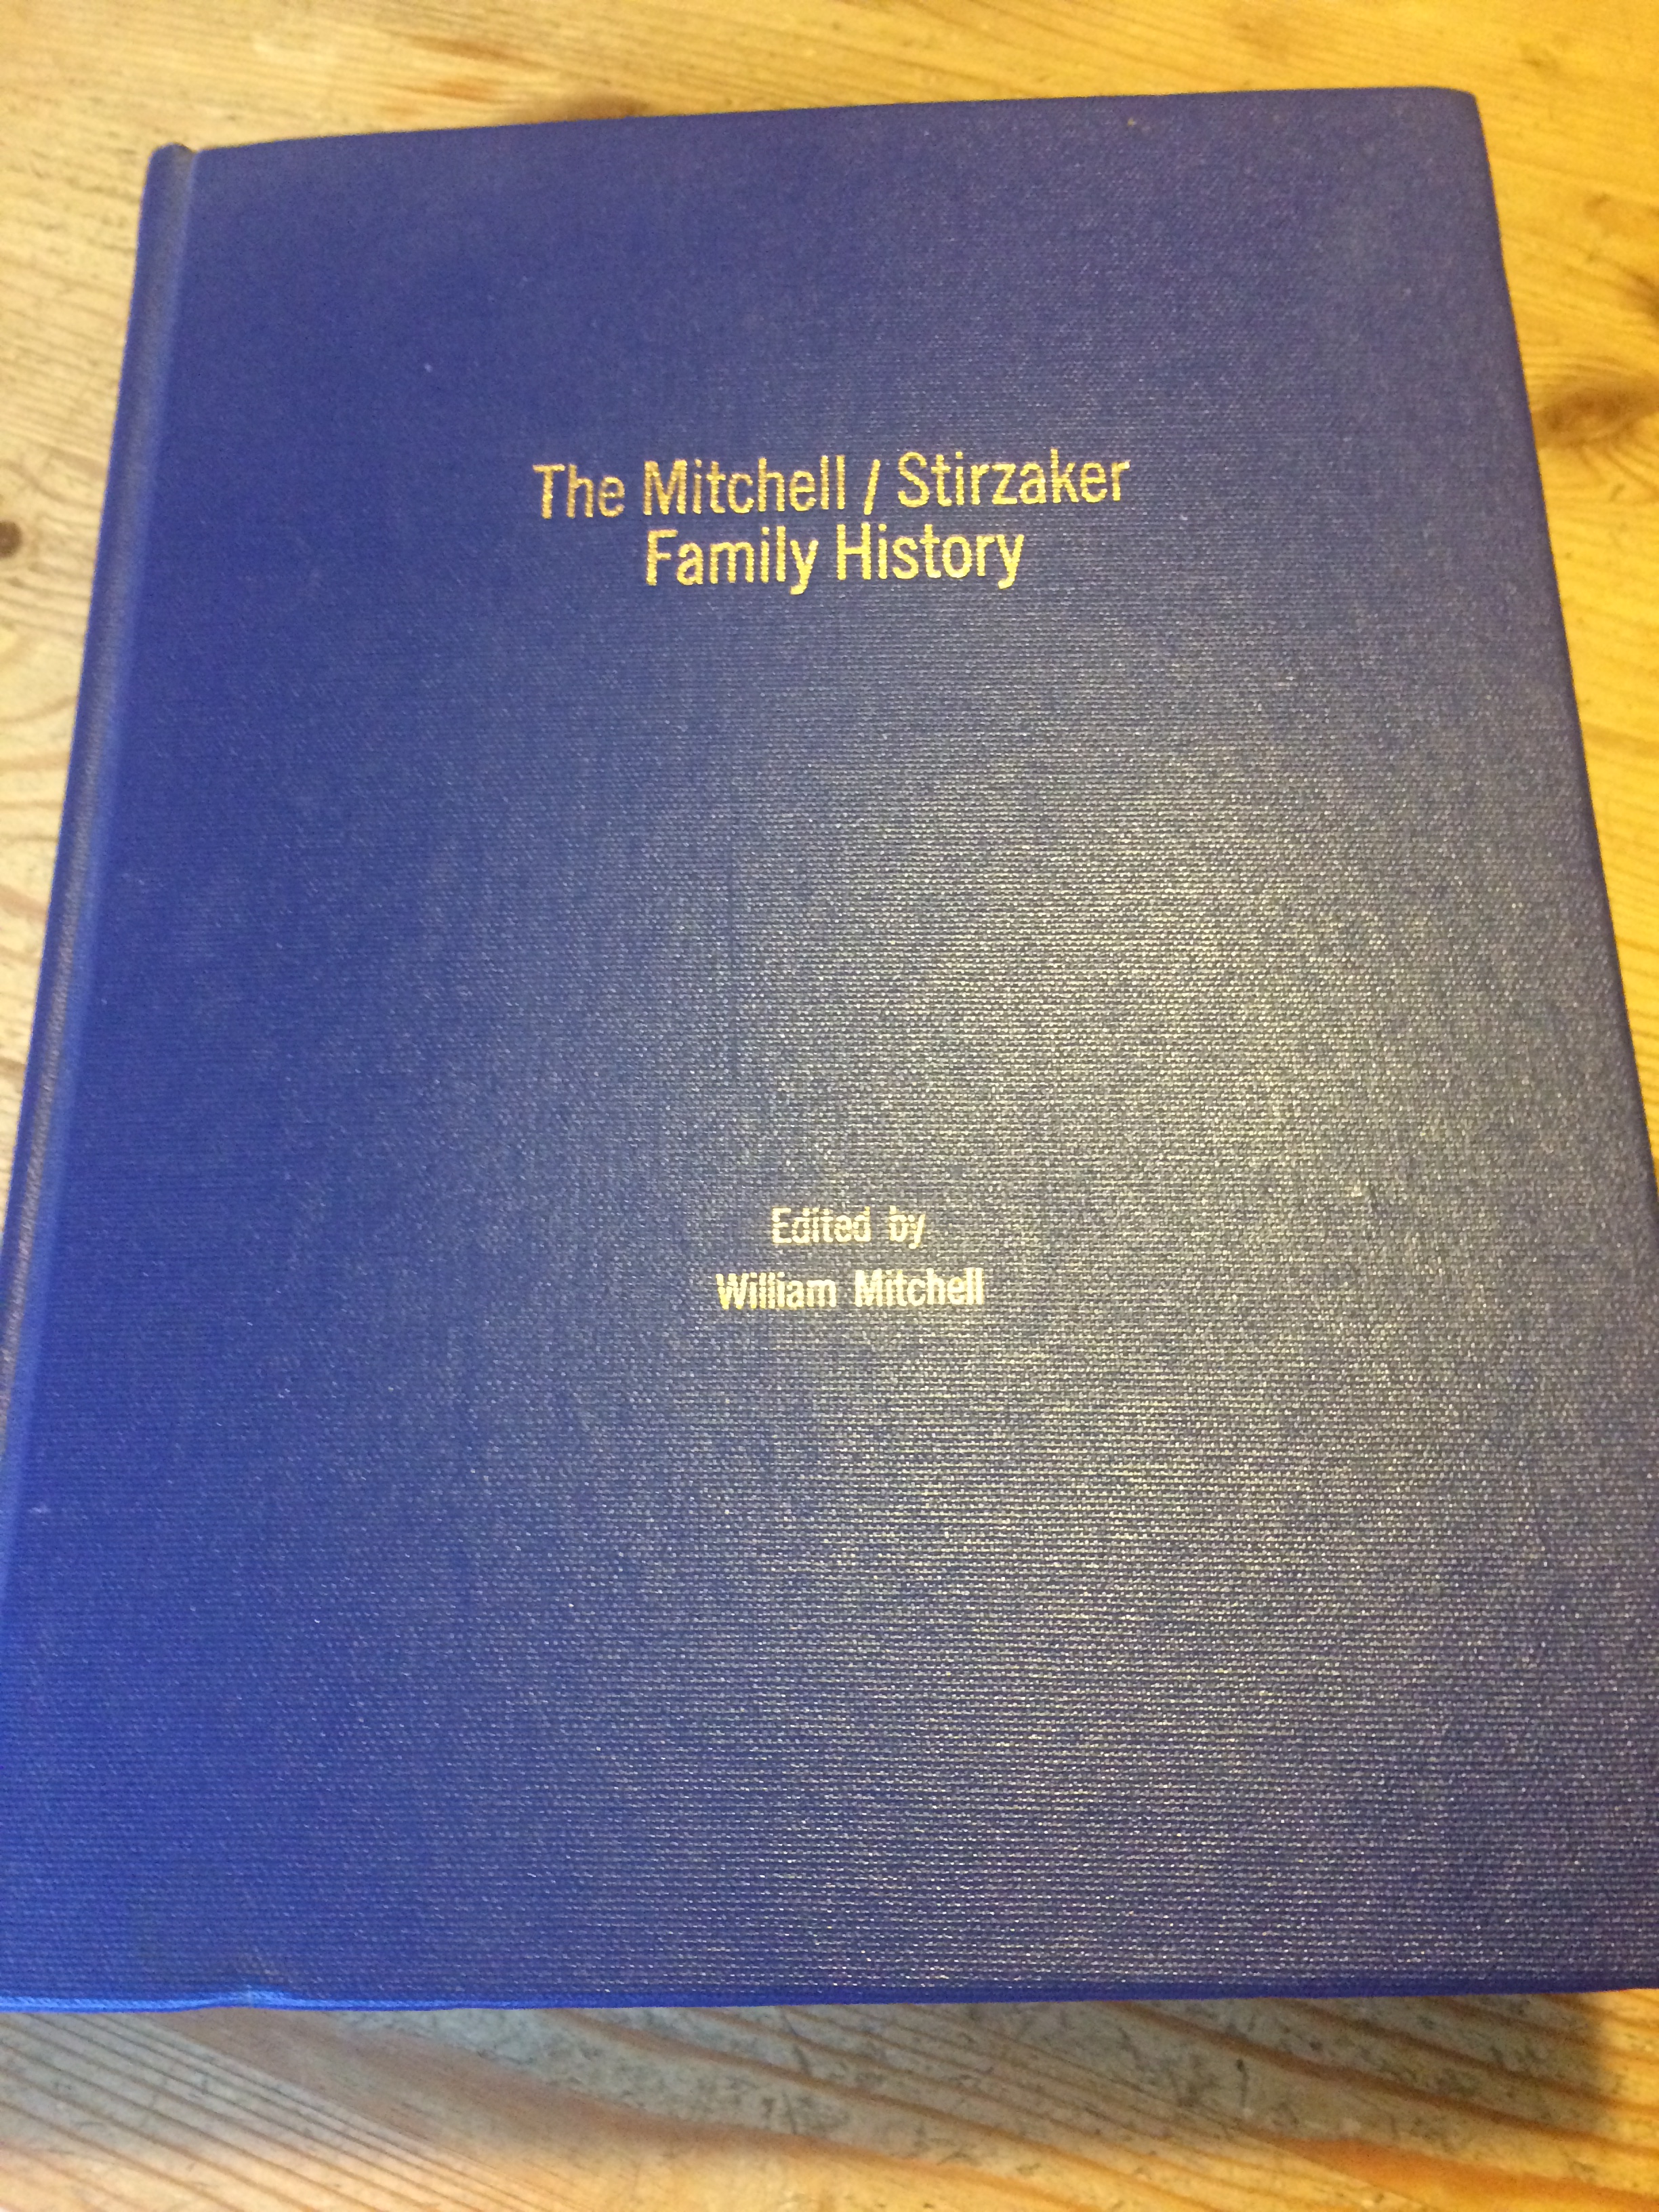 The Mitchell / Stirzaker
Family History
Edited by
William Mitchell